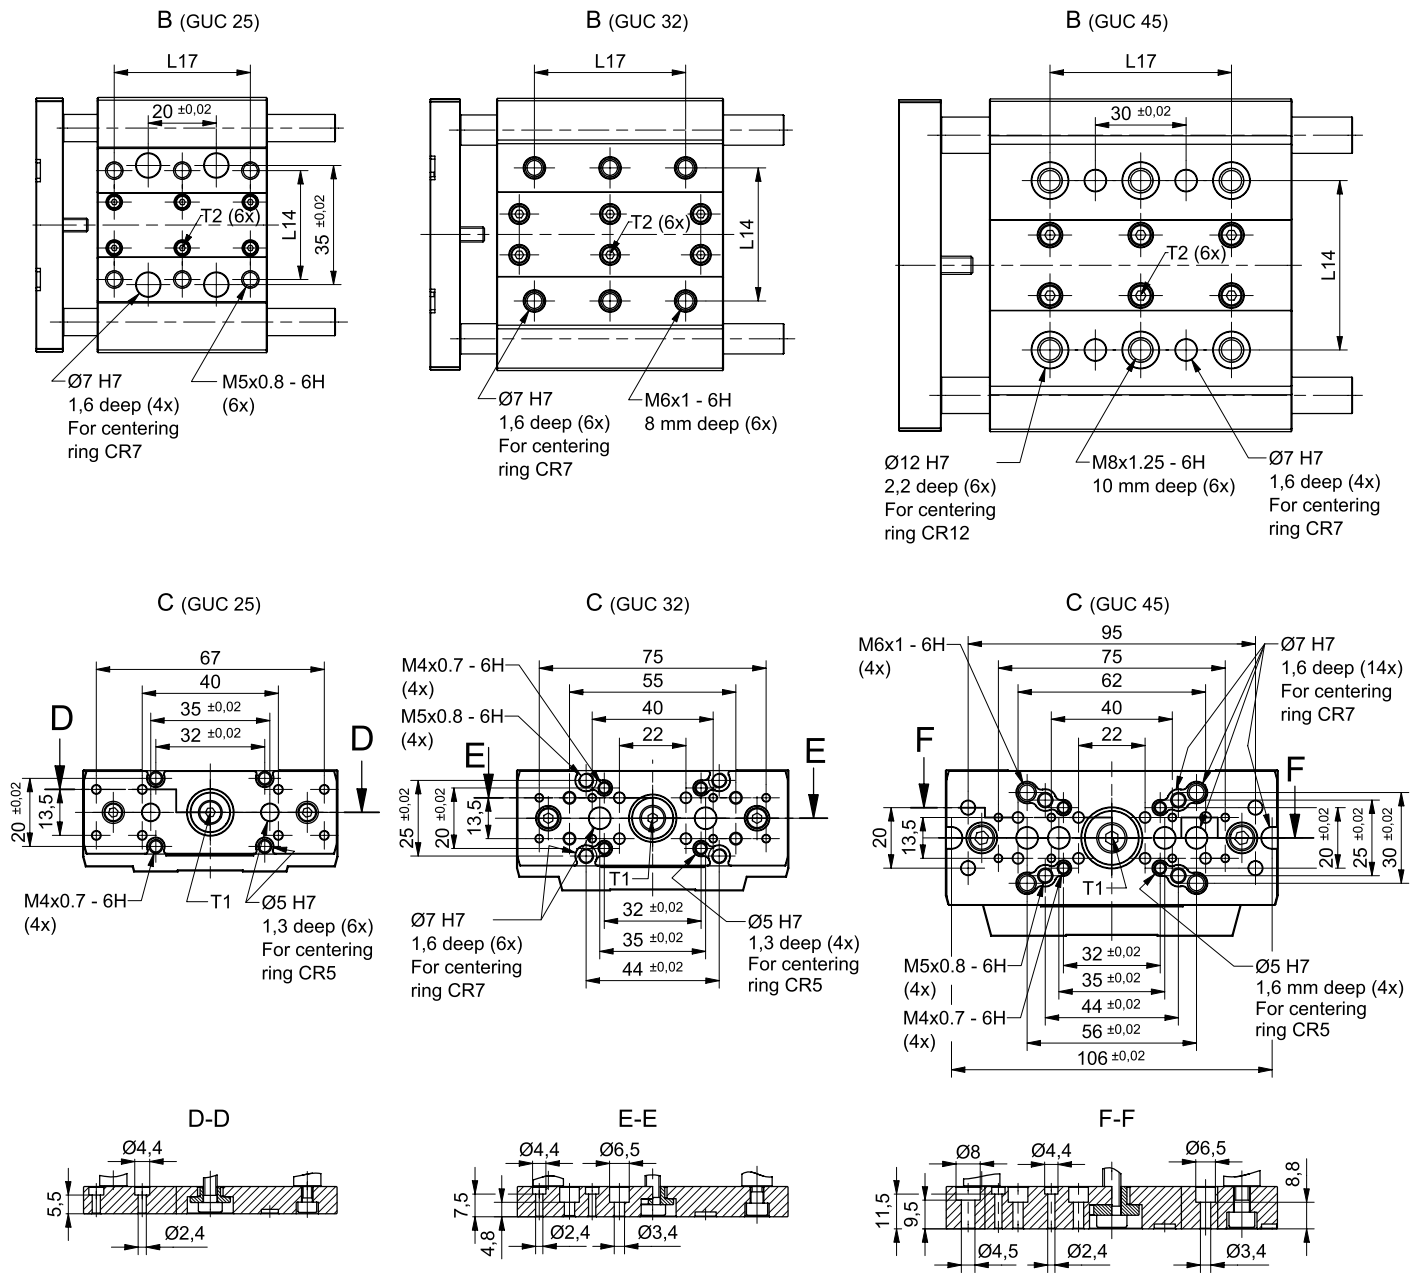 B (GUC 25)
B (GUC 32)
B (GUC 45)
L17
20 ±0,02
T2 (6x)
L14
35 ±0,02
Ø7 H7
1,6 deep (4x)
For centering
ring CR7
M5x0.8 - 6H
(6x)
L17
T2 (6x)
L14
Ø7 H7
1,6 deep (6x)
For centering
ring CR7
M6x1 - 6H
8 mm deep (6x)
L17
30 ±0,02
T2 (6x)
L14
Ø12 H7
2,2 deep (6x)
For centering
ring CR12
M8x1.25 - 6H
10 mm deep (6x)
Ø7 H7
1,6 deep (4x)
For centering
ring CR7
C (GUC 25)
C (GUC 32)
C (GUC 45)
67
40
35 ±0,02
32 ±0,02
D
D
20 ±0,02
13,5
M4x0.7 - 6H
(4x)
T1
Ø5 H7
1,3 deep (6x)
For centering
ring CR5
M4x0.7 - 6H
(4x)
M5x0.8 - 6H
(4x)
75
55
40
22
E
E
25 ±0,02
20 ±0,02
13,5
T1
Ø7 H7
1,6 deep (6x)
For centering
ring CR7
32 ±0,02
35 ±0,02
44 ±0,02
Ø5 H7
1,3 deep (4x)
For centering
ring CR5
M6x1 - 6H
(4x)
95
75
62
40
22
Ø7 H7
1,6 deep (14x)
For centering
ring CR7
F
F
20
13,5
T1
20 ±0,02
25 ±0,02
30 ±0,02
M5x0.8 - 6H
(4x)
M4x0.7 - 6H
(4x)
32 ±0,02
35 ±0,02
44 ±0,02
56 ±0,02
106 ±0,02
Ø5 H7
1,6 mm deep (4x)
For centering
ring CR5
D-D
Ø4,4
5,5
Ø2,4
E-E
Ø4,4
Ø6,5
7,5
4,8
Ø2,4
Ø3,4
F-F
Ø8
Ø4,4
Ø6,5
8,8
11,5
9,5
Ø4,5
Ø2,4
Ø3,4